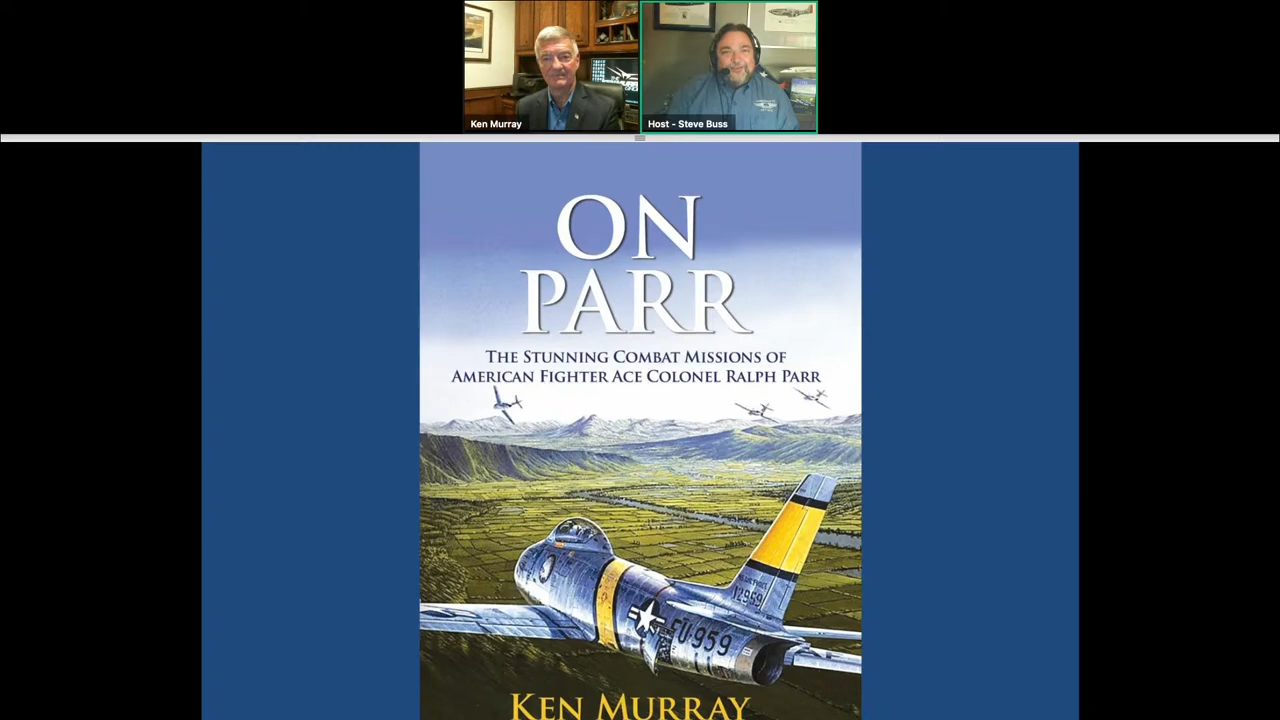 Ken Murray
Host - Steve Buss
ON
PARR
THE STUNNING COMBAT MISSIONS OF
AMERICAN FIGHTER ACE COLONEL RALPH PARR
12959
FU-959
KEN MURRAY